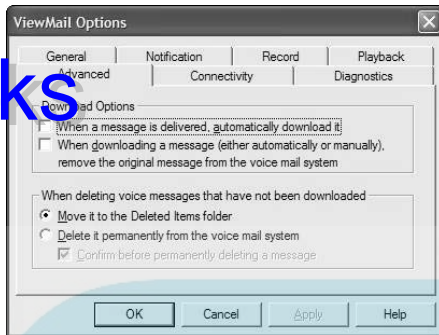 ViewMail Options
General Notification Record Playback
Advanced Connectivity Diagnostics
ks
Download Options
When a message is delivered, automatically download it
When downloading a message (either automatically or manually),
remove the original message from the voice mail system
When deleting voice messages that have not been downloaded
Move it to the Deleted Items folder
Delete it permanently from the voice mail system
Confirm before permanently deleting a message
OK Cancel Apply Help